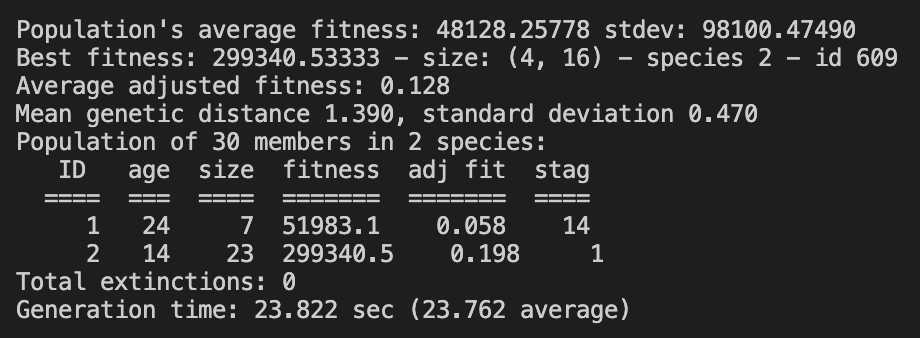 Population's average fitness: 48128.25778 stdev: 98100.47490
Best fitness: 299340.53333 - size: (4, 16) - species 2 - id 609
Average adjusted fitness: 0.128
Mean genetic distance 1.390, standard deviation 0.470
Population of 30 members in 2 species:
   ID   age  size  fitness  adj fit  stag
  ====  ===  ====  =======  =======  ====
     1   24     7  51983.1    0.058    14
     2   14    23  299340.5    0.198     1
Total extinctions: 0
Generation time: 23.822 sec (23.762 average)